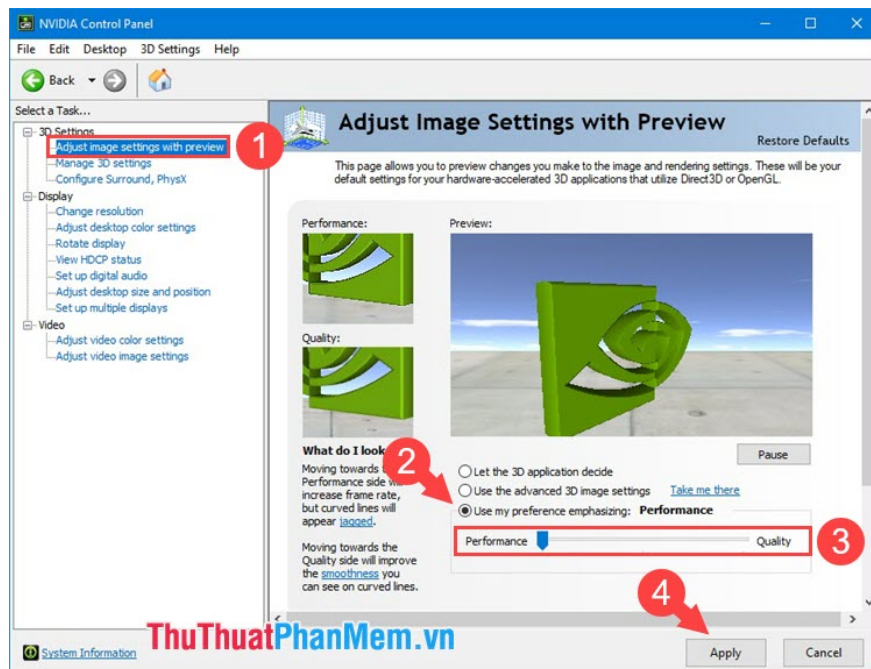 NVIDIA Control Panel
File Edit Desktop 3D Settings Help
Back
Select a Task...
3D Settings
Adjust image settings with preview
Manage 3D settings
Configure Surround, PhysX
Display
Change resolution
Adjust desktop color settings
Rotate display
View HDCP status
Set up digital audio
Adjust desktop size and position
Set up multiple displays
Video
Adjust video color settings
Adjust video image settings
1
Adjust Image Settings with Preview
Restore Defaults
This page allows you to preview changes you make to the image and rendering settings. These will be your
default settings for your hardware-accelerated 3D applications that utilize Direct3D or OpenGL.
Performance:
Quality:
What do I look
Moving towards
Performance side will
increase frame rate,
but curved lines will
appear jagged.
Moving towards the
Quality side will improve
the smoothness you
can see on curved lines.
Preview:
Pause
2
Let the 3D application decide
Use the advanced 3D image settings Take me there
Use my preference emphasizing: Performance
Performance Quality
3
4
System Information
ThuThuatPhanMem.vn
Apply Cancel